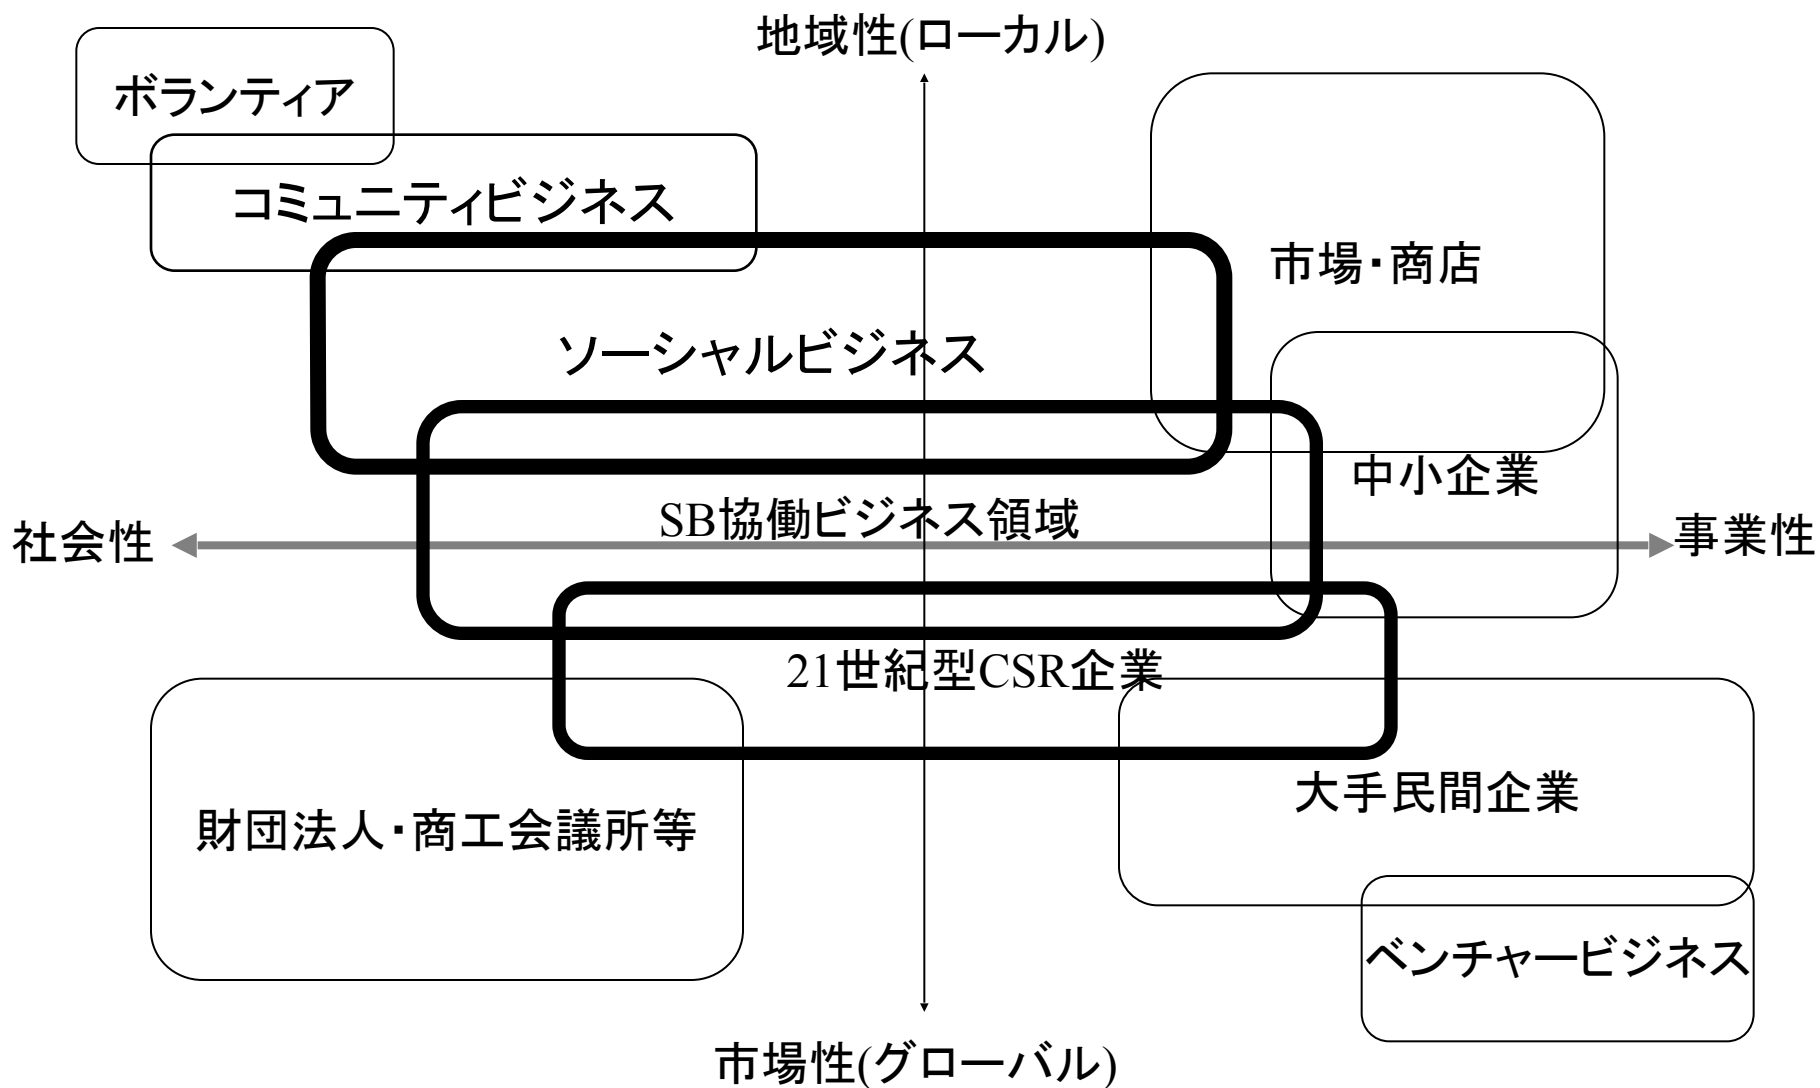 地域性(ローカル)
ボランティア
コミュニティビジネス
市場・商店
ソーシャルビジネス
中小企業
SB協働ビジネス領域
社会性
事業性
21世紀型CSR企業
大手民間企業
財団法人・商工会議所等
ベンチャービジネス
市場性(グローバル)